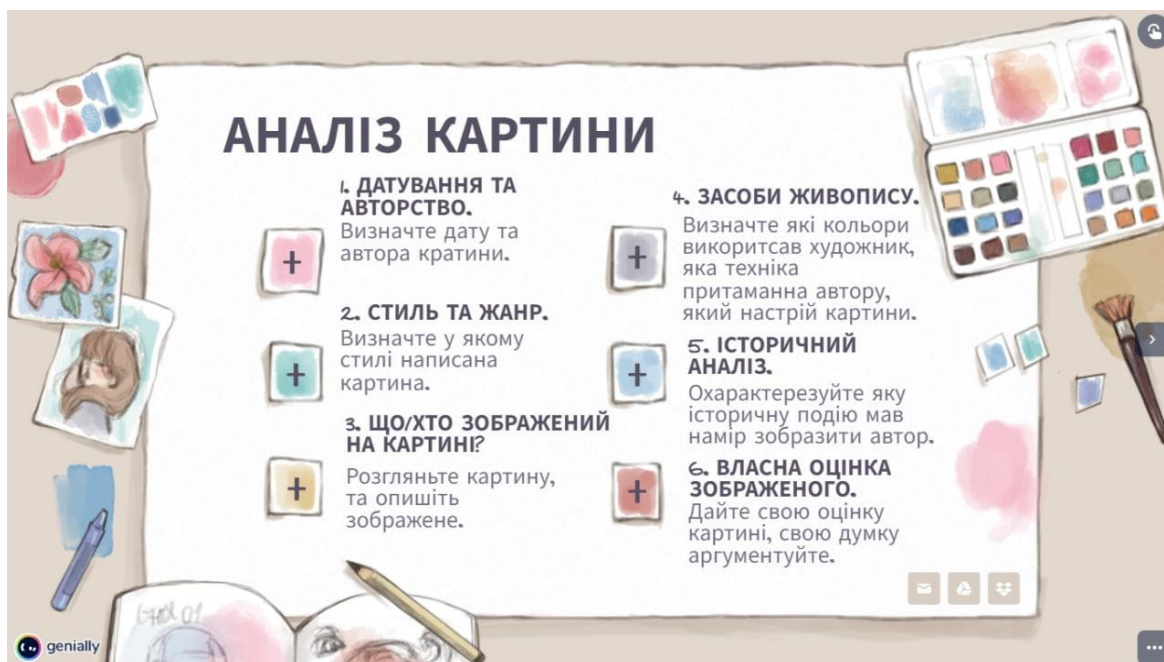 АНАЛІЗ КАРТИНИ
1. ДАТУВАННЯ ТА
АВТОРСТВО.
Визначте дату та
автора кратини.
2. СТИЛЬ ТА ЖАНР.
Визначте у якому
стилі написана
картина.
3. ЩО/ХТО ЗОБРАЖЕНИЙ
НА КАРТИНІ?
Розгляньте картину,
та опишіть
зображене.
4. ЗАСОБИ ЖИВОПИСУ.
Визначте які кольори
викоритсав художник,
яка техніка
притаманна автору,
який настрій картини.
5. ІСТОРИЧНИЙ
АНАЛІЗ.
Охарактерезуйте яку
історичну подію мав
намір зобразити автор.
6. ВЛАСНА ОЦІНКА
ЗОБРАЖЕНОГО.
Дайте свою оцінку
картині, свою думку
аргументуйте.
genially